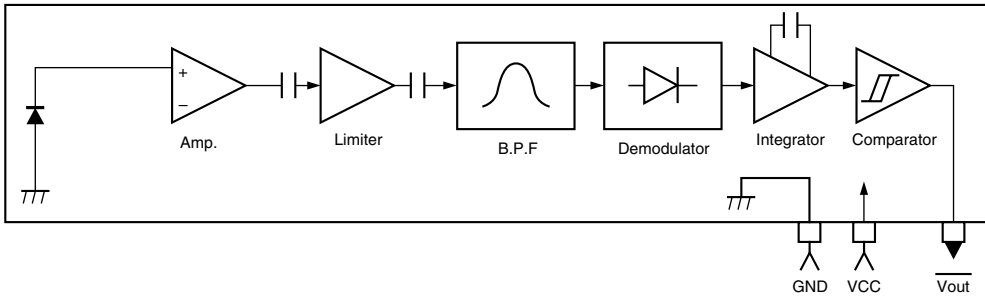 +
−
Amp.
Limiter
B.P.F
Demodulator
Integrator
Comparator
GND
VCC
Vout